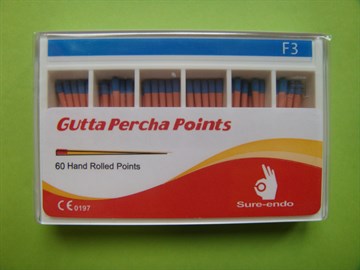 F3
Gutta Percha Points
60 Hand Rolled Points
CE 0197
Sure-endo